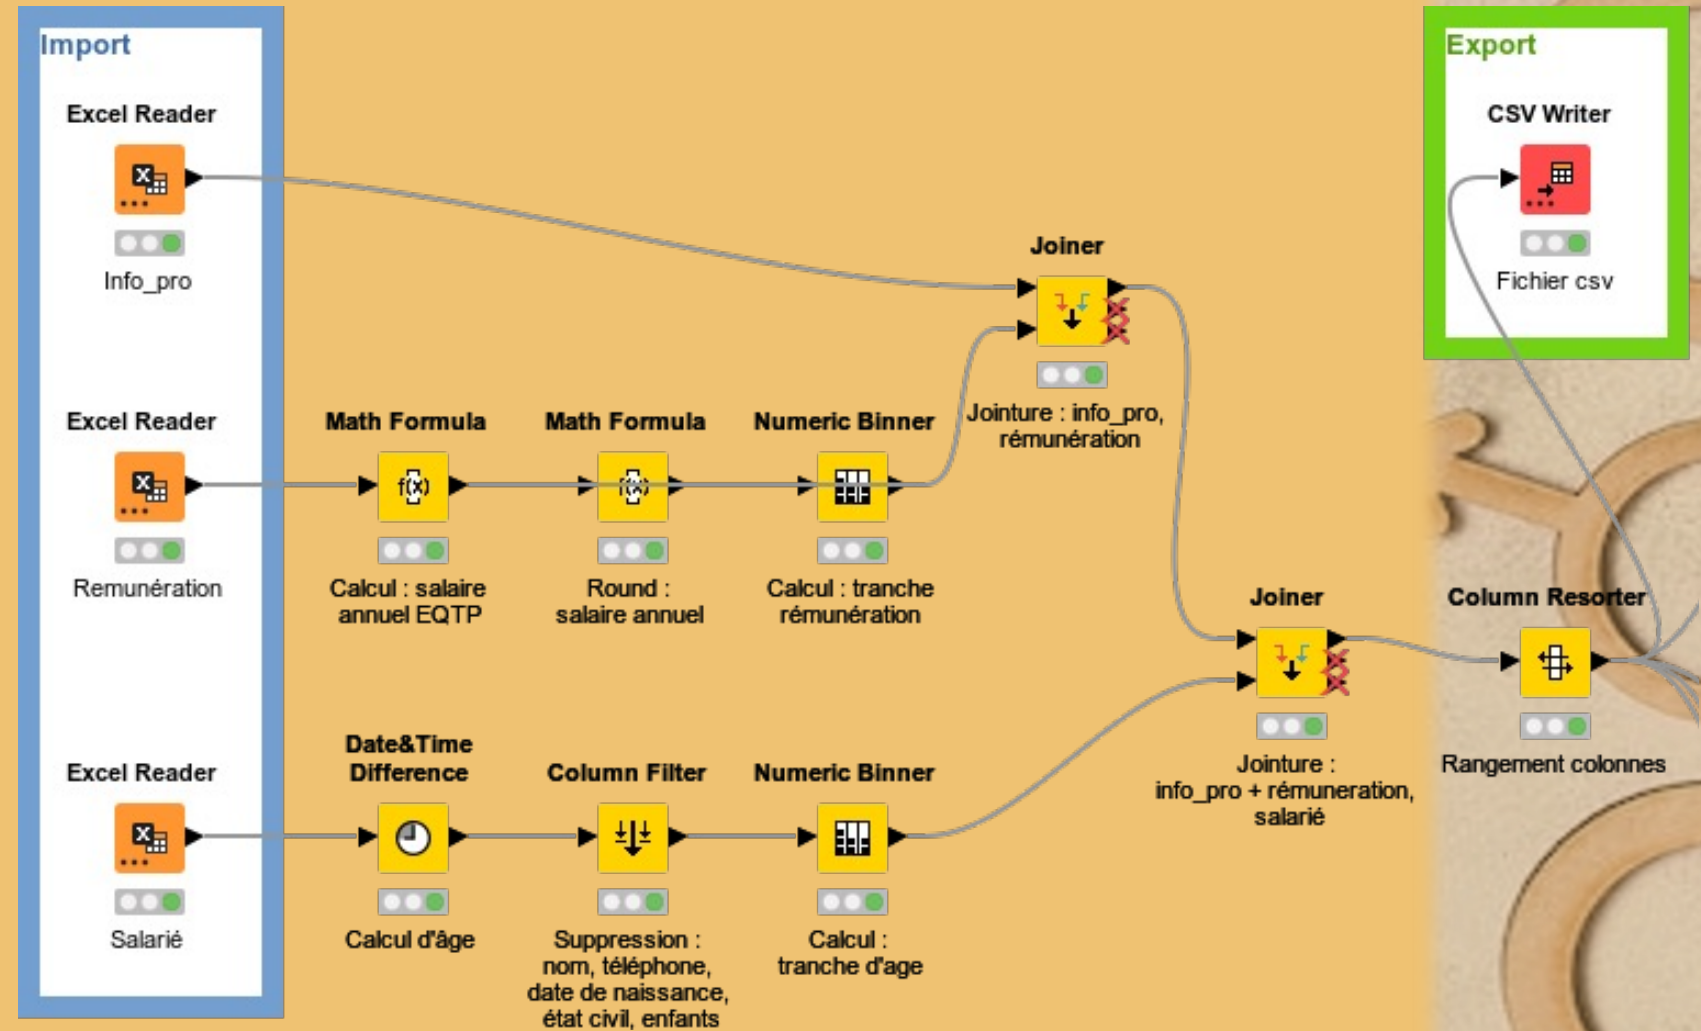 Import
Export
Excel Reader
CSV Writer
Info_pro
Fichier csv
Joiner
Jointure : info_pro,
rémunération
Excel Reader
Math Formula
Math Formula
Numeric Binner
f(x)
f(x)
Remunération
Calcul : salaire
annuel EQTP
Round :
salaire annuel
Calcul : tranche
rémunération
Joiner
Column Resorter
Jointure :
info_pro + rémuneration,
salarié
Rangement colonnes
Excel Reader
Date&Time
Difference
Column Filter
Numeric Binner
Salarié
Calcul d'âge
Suppression :
nom, téléphone,
date de naissance,
état civil, enfants
Calcul :
tranche d'age